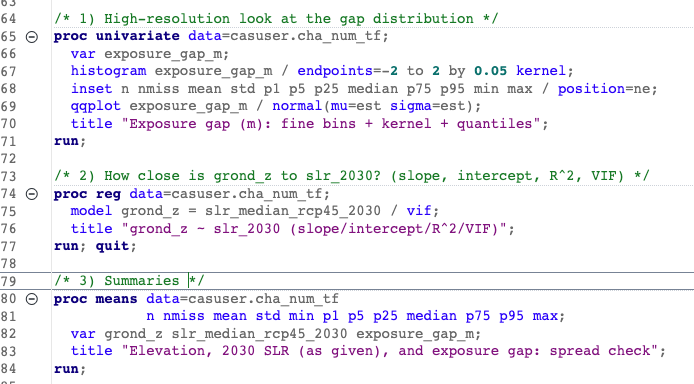 64 /* 1) High-resolution look at the gap distribution */
65 proc univariate data=casuser.cha_num_tf;
66 var exposure_gap_m;
67 histogram exposure_gap_m / endpoints=-2 to 2 by 0.05 kernel;
68 inset n nmiss mean std p1 p5 p25 median p75 p95 min max / position=ne;
69 qqplot exposure_gap_m / normal(mu=est sigma=est);
70 title "Exposure gap (m): fine bins + kernel + quantiles";
71 run;
72
73 /* 2) How close is grond_z to slr_2030? (slope, intercept, R^2, VIF) */
74 proc reg data=casuser.cha_num_tf;
75 model grond_z = slr_median_rcp45_2030 / vif;
76 title "grond_z ~ slr_2030 (slope/intercept/R^2/VIF)";
77 run; quit;
78
79 /* 3) Summaries */
80 proc means data=casuser.cha_num_tf
81 n nmiss mean std min p1 p5 p25 median p75 p95 max;
82 var grond_z slr_median_rcp45_2030 exposure_gap_m;
83 title "Elevation, 2030 SLR (as given), and exposure gap: spread check";
84 run;